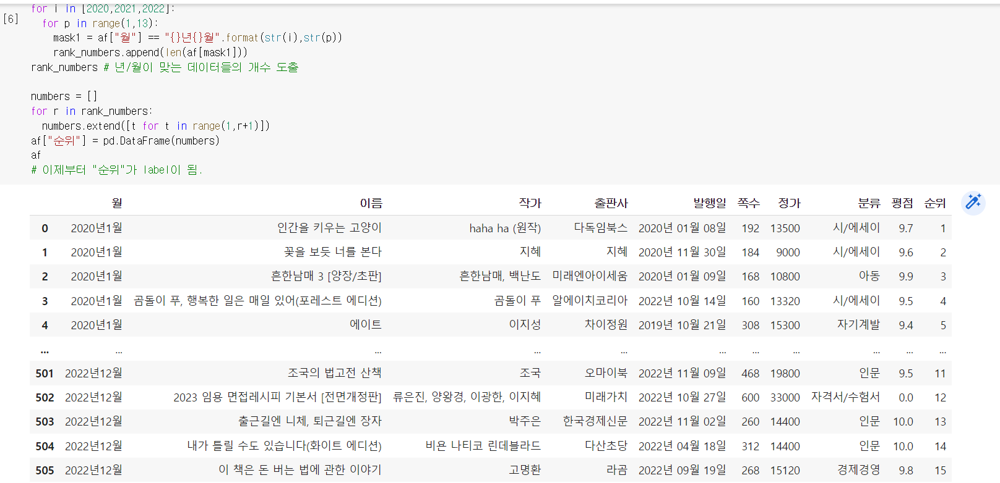 for i in [2020,2021,2022]:
[6]
for p in range(1,13):
mask1 = af["월"] == "{}년{}월".format(str(i),str(p))
rank_numbers.append(len(af[mask1]))
rank_numbers # 년/월이 맞는 데이터들의 개수 도출
numbers = []
for r in rank_numbers:
numbers.extend([t for t in range(1,r+1)])
af["순위"] = pd.DataFrame(numbers)
af
# 이제부터 "순위"가 label이 됨.
월 이름 작가 출판사 발행일 쪽수 정가 분류 평점 순위
0 2020년1월 인간을 키우는 고양이 haha ha (원작) 다독임북스 2020년 01월 08일 192 13500 시/에세이 9.7 1
1 2020년1월 꽃을 보듯 너를 본다 지혜 지혜 2020년 11월 30일 184 9000 시/에세이 9.6 2
2 2020년1월 흔한남매 3 [양장/초판] 흔한남매, 백난도 미래엔아이세움 2020년 01월 09일 168 10800 아동 9.9 3
3 2020년1월 곰돌이 푸, 행복한 일은 매일 있어(포레스트 에디션) 곰돌이 푸 알에이치코리아 2022년 10월 14일 160 13320 시/에세이 9.5 4
4 2020년1월 에이트 이지성 차이정원 2019년 10월 21일 308 15300 자기계발 9.4 5
... ... ... ... ... ... ... ... ... ... ...
501 2022년12월 조국의 법고전 산책 조국 오마이북 2022년 11월 09일 468 19800 인문 9.5 11
502 2022년12월 2023 임용 면접레시피 기본서 [전면개정판] 류은진, 양왕경, 이광한, 이지혜 미래가치 2022년 10월 27일 600 33000 자격서/수험서 0.0 12
503 2022년12월 출근길엔 니체, 퇴근길엔 장자 박주은 한국경제신문 2022년 11월 02일 260 14400 인문 10.0 13
504 2022년12월 내가 틀릴 수도 있습니다(화이트 에디션) 비욘 나티코 린데블라드 다산초당 2022년 04월 18일 312 14400 인문 10.0 14
505 2022년12월 이 책은 돈 버는 법에 관한 이야기 고명환 라곰 2022년 09월 19일 268 15120 경제경영 9.8 15